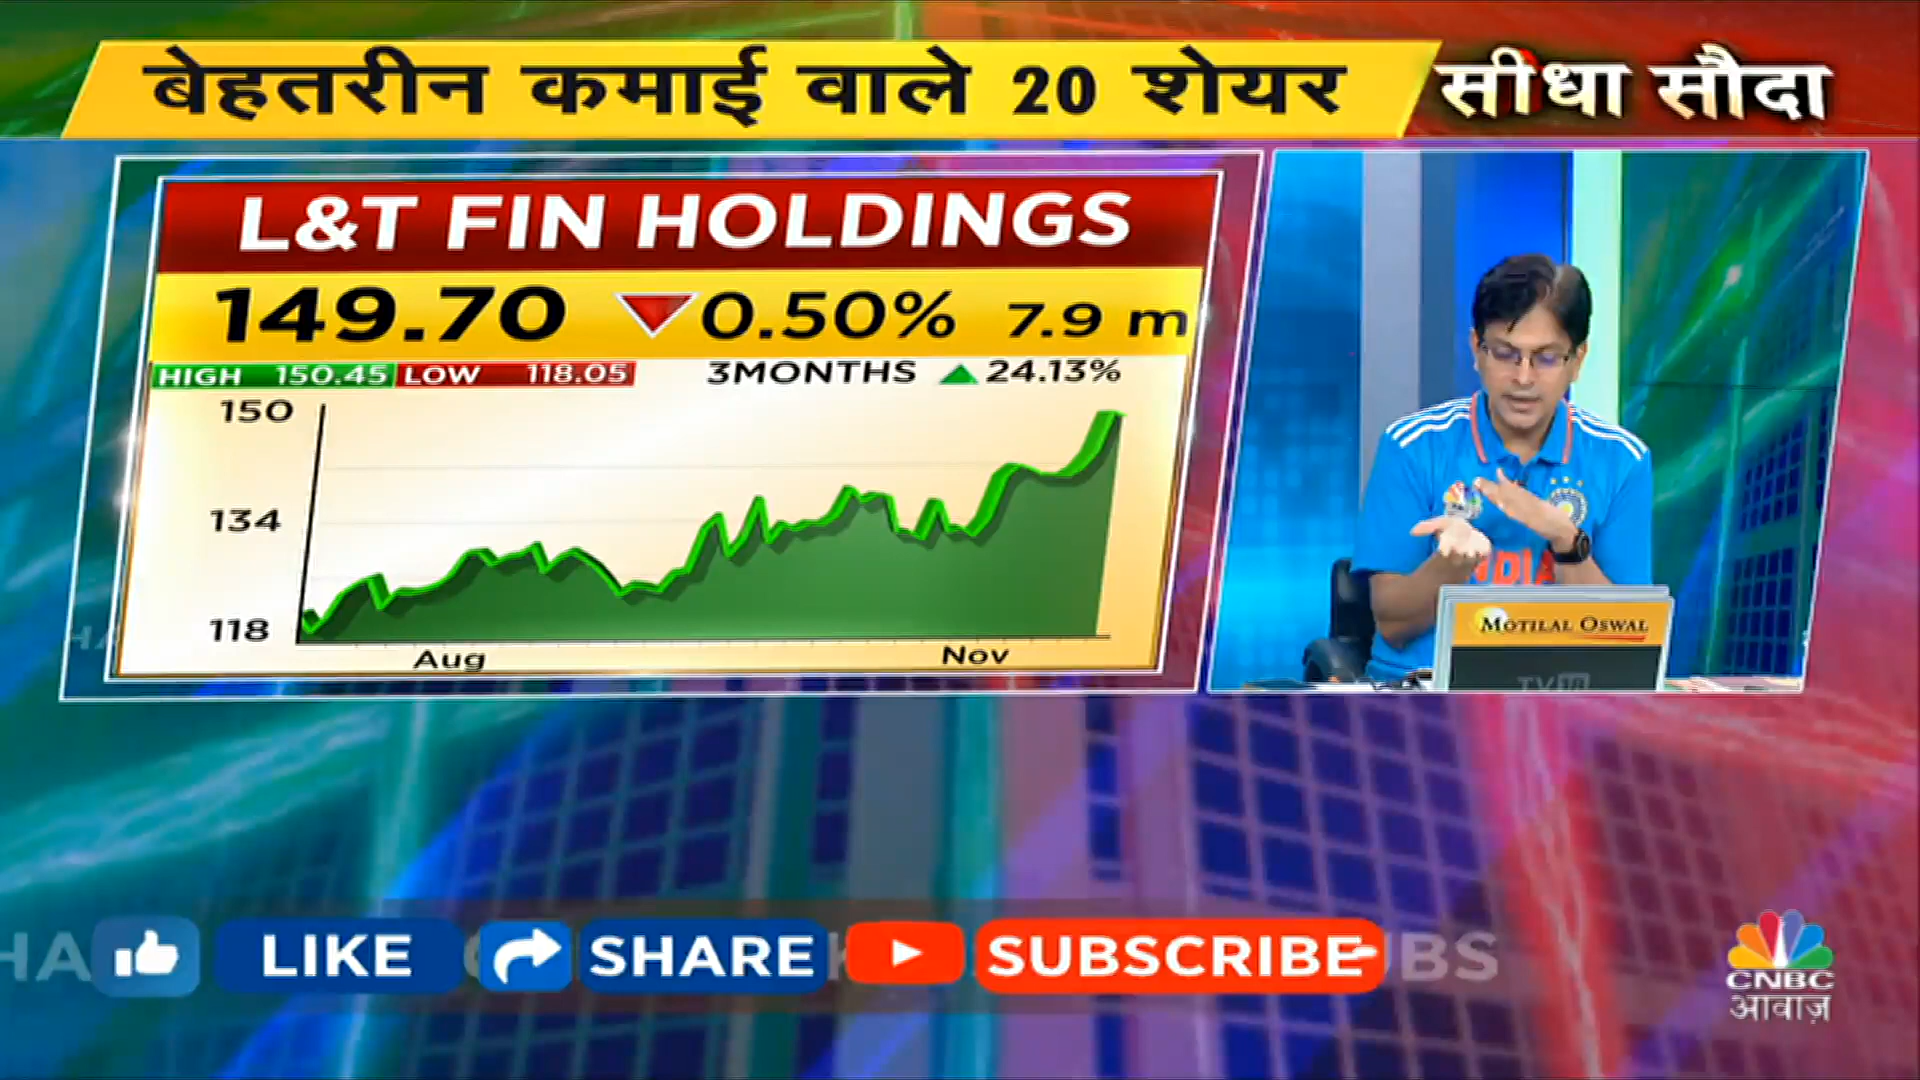 बेहतरीन कमाई वाले 20 शेयर
सीधा सौदा
L&T FIN HOLDINGS
149.70 0.50% 7.9 m
HIGH 150.45 LOW 118.05 3MONTHS 24.13%
150
134
118
Aug Nov
MOTILAL OSWAL
LIKE SHARE SUBSCRIBE
CNBC
आवाज़